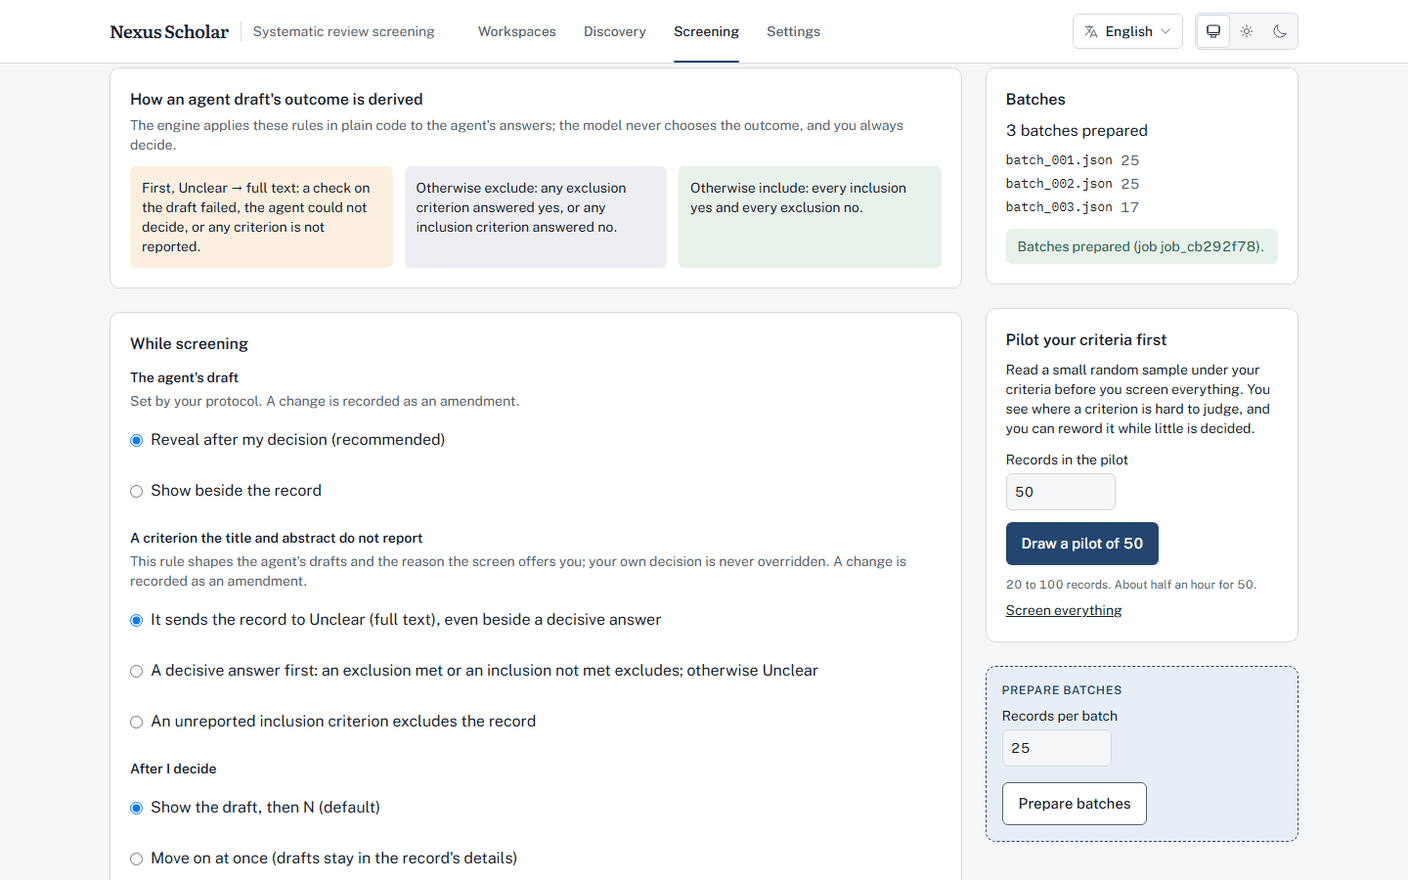 Nexus Scholar
Systematic review screening
Workspaces
Discovery
Screening
Settings
English
How an agent draft's outcome is derived
The engine applies these rules in plain code to the agent's answers; the model never chooses the outcome, and you always
decide.
First, Unclear → full text: a check on
the draft failed, the agent could not
decide, or any criterion is not
reported.
Otherwise exclude: any exclusion
criterion answered yes, or any
inclusion criterion answered no.
Otherwise include: every inclusion
yes and every exclusion no.
While screening
The agent's draft
Set by your protocol. A change is recorded as an amendment.
Reveal after my decision (recommended)
Show beside the record
A criterion the title and abstract do not report
This rule shapes the agent's drafts and the reason the screen offers you; your own decision is never overridden. A change is
recorded as an amendment.
It sends the record to Unclear (full text), even beside a decisive answer
A decisive answer first: an exclusion met or an inclusion not met excludes; otherwise Unclear
An unreported inclusion criterion excludes the record
After I decide
Show the draft, then N (default)
Move on at once (drafts stay in the record's details)
Batches
3 batches prepared
batch_001.json 25
batch_002.json 25
batch_003.json 17
Batches prepared (job job_cb292f78).
Pilot your criteria first
Read a small random sample under your
criteria before you screen everything. You
see where a criterion is hard to judge, and
you can reword it while little is decided.
Records in the pilot
50
Draw a pilot of 50
20 to 100 records. About half an hour for 50.
Screen everything
PREPARE BATCHES
Records per batch
25
Prepare batches